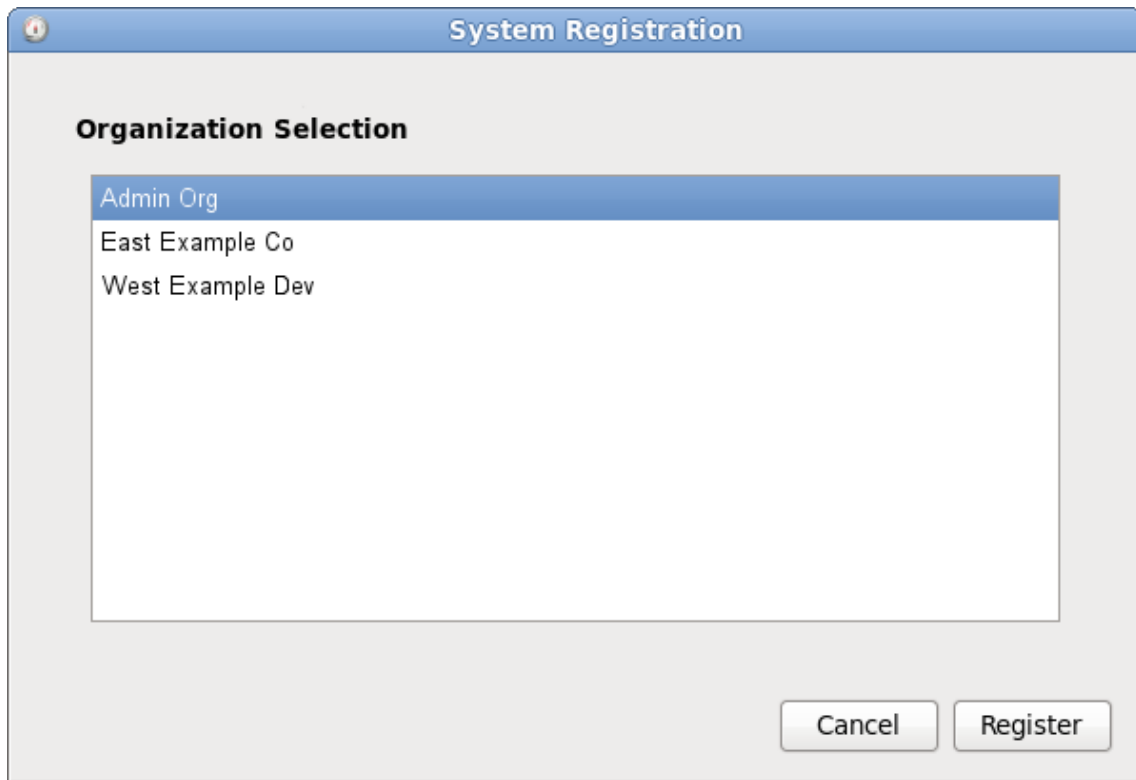 System Registration
Organization Selection
Admin Org
East Example Co
West Example Dev
Cancel Register